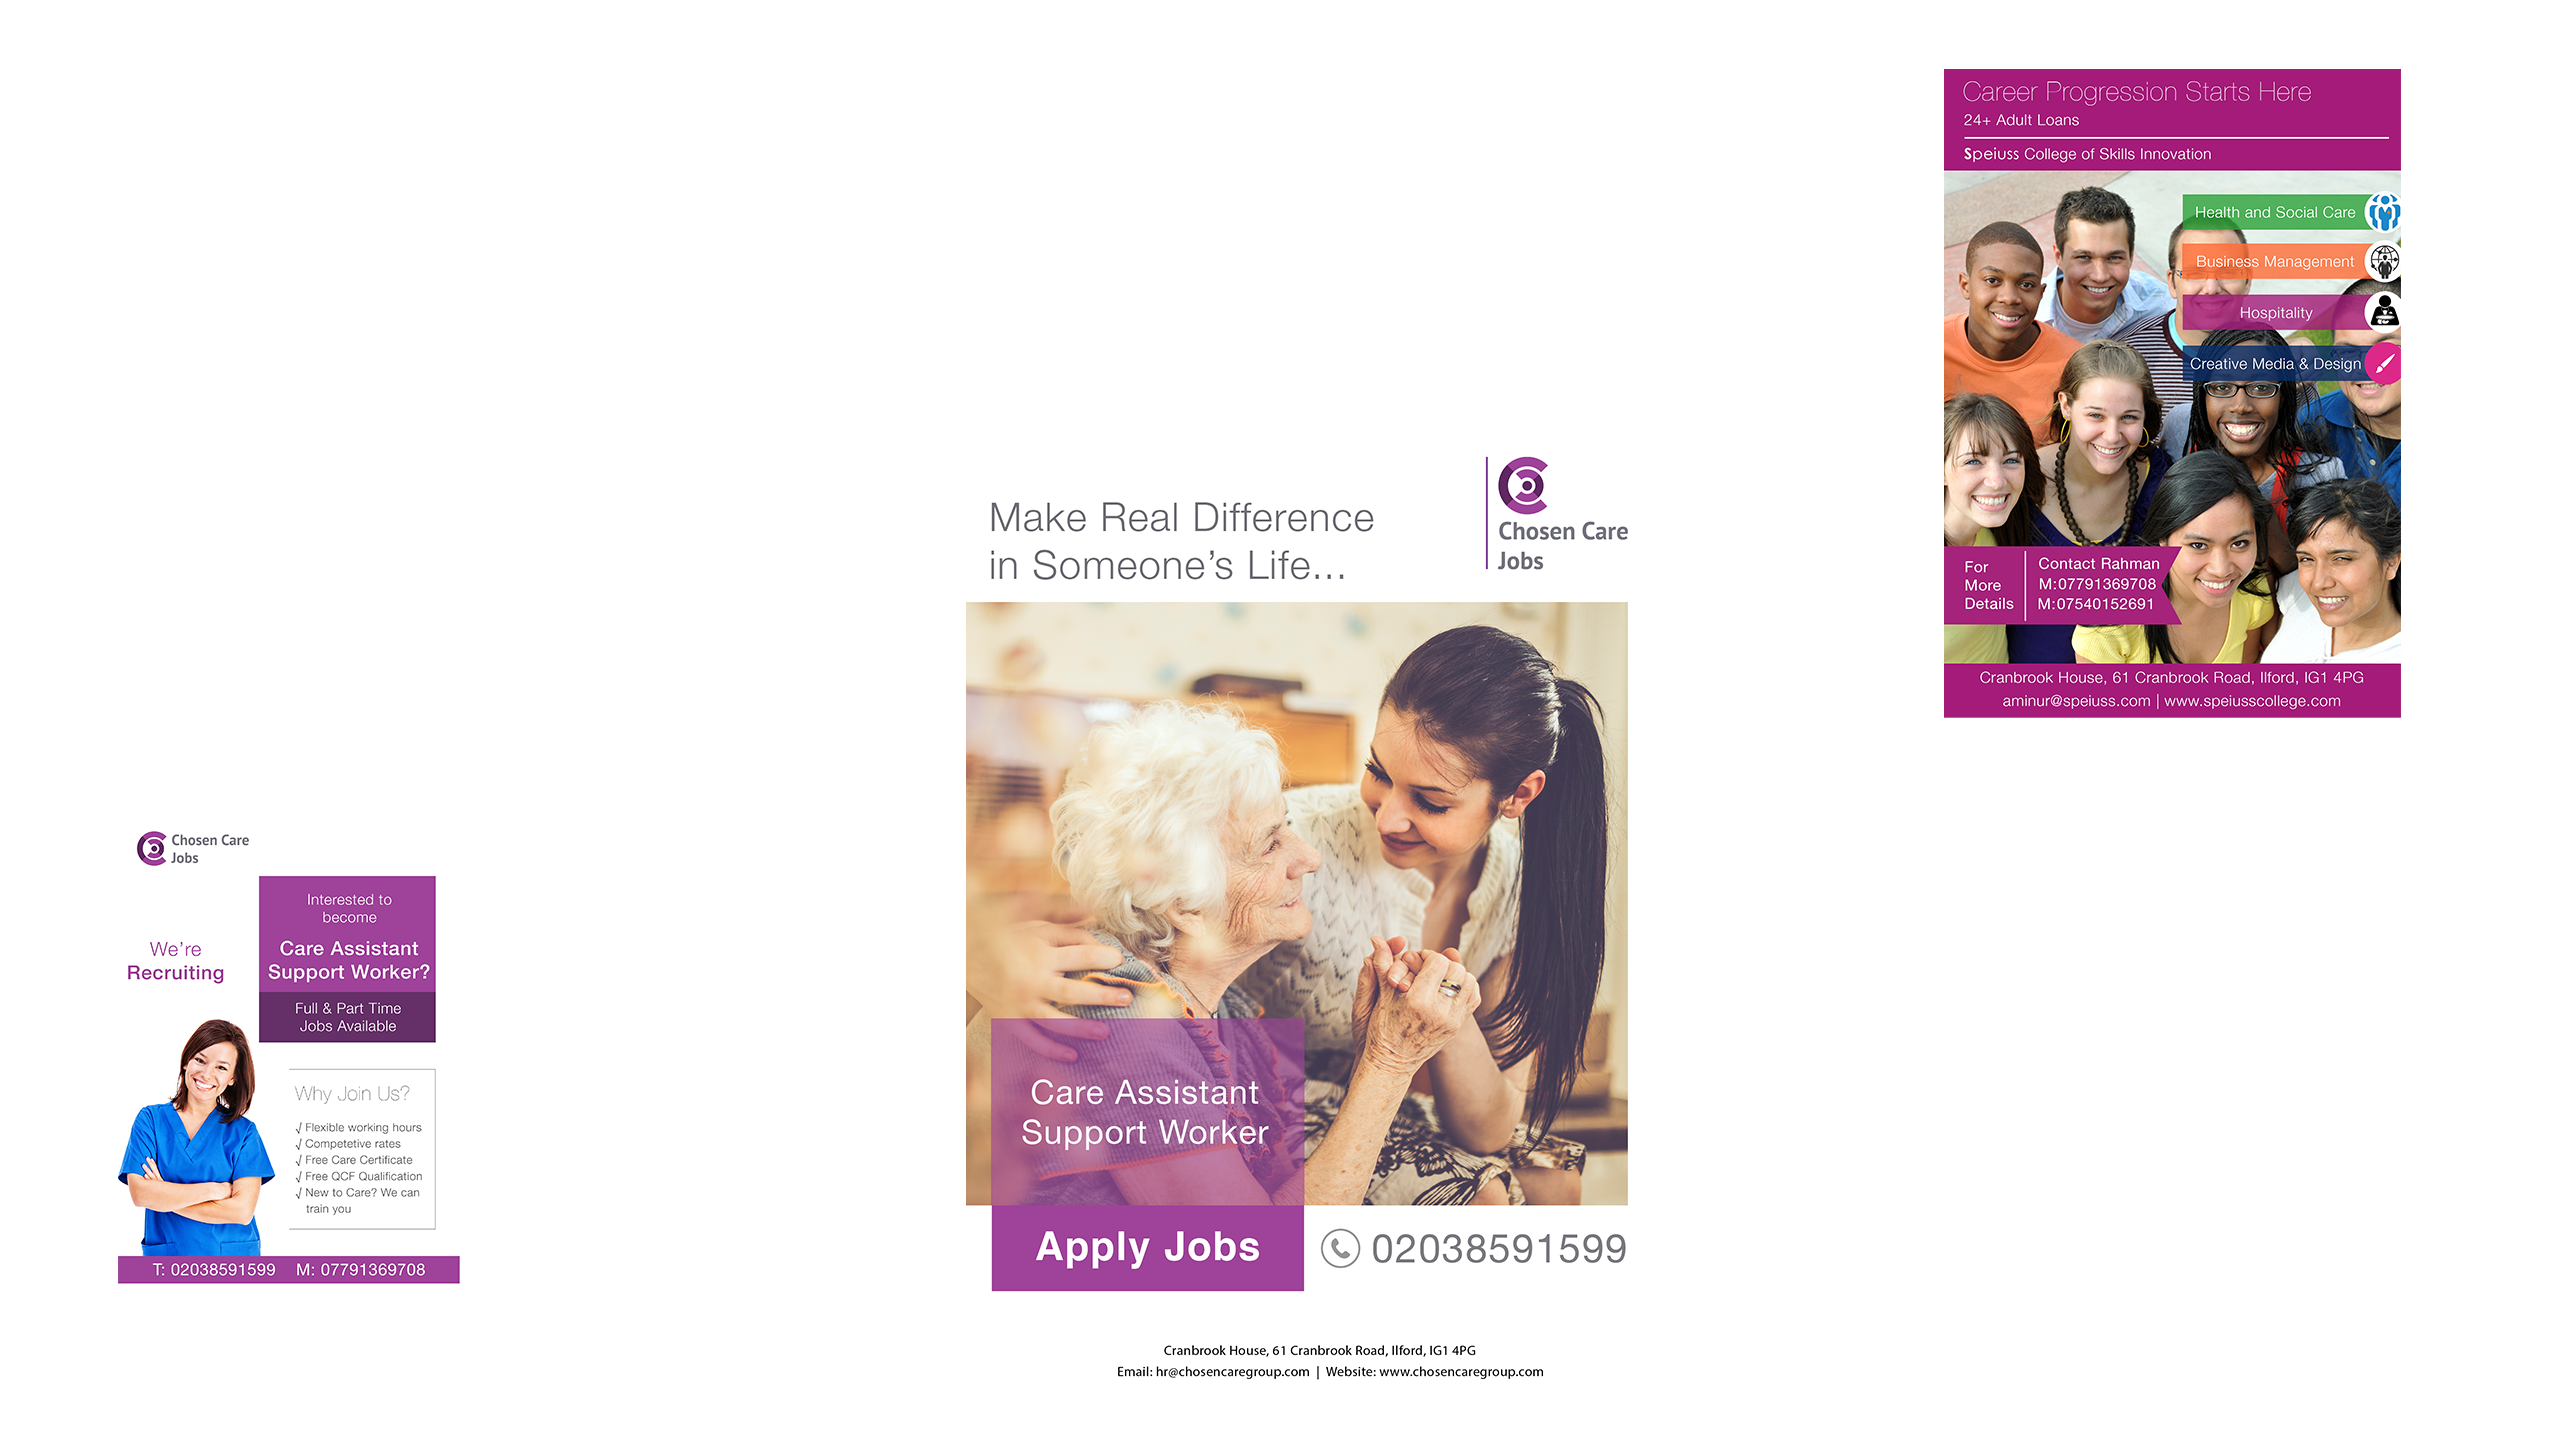 Chosen Care
Jobs
Interested to
become
Care Assistant
Support Worker?
Full & Part Time
Jobs Available
We're
Recruiting
Why Join Us?
√ Flexible working hours
√ Competetive rates
√ Free Care Certificate
√ Free QCF Qualification
√ New to Care? We can
train you
T: 02038591599 M: 07791369708
Make Real Difference
in Someone's Life...
Chosen Care
Jobs
Care Assistant
Support Worker
Apply Jobs
02038591599
Cranbrook House, 61 Cranbrook Road, Ilford, IG1 4PG
Email: hr@chosencaregroup.com | Website: www.chosencaregroup.com
Career Progression Starts Here
24+ Adult Loans
Speiuss College of Skills Innovation
Health and Social Care
Business Management
Hospitality
Creative Media & Design
For
More
Details
Contact Rahman
M:07791369708
M:07540152691
Cranbrook House, 61 Cranbrook Road, Ilford, IG1 4PG
aminur@speiuss.com | www.speiusscollege.com